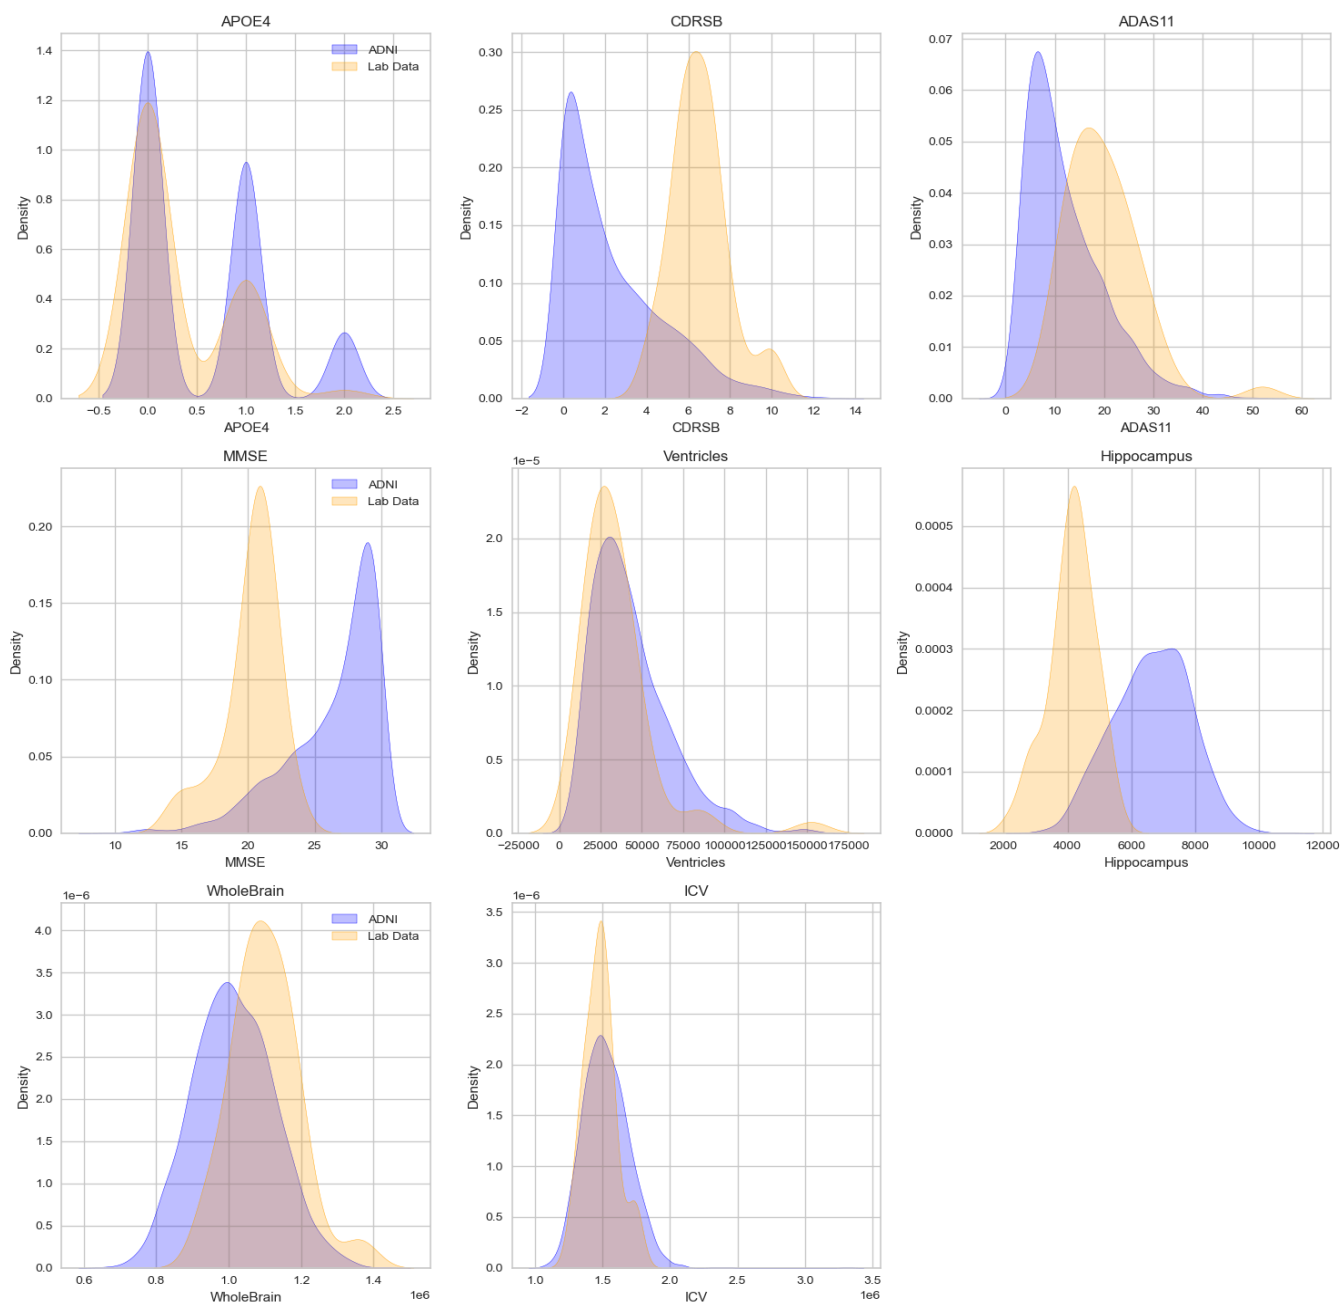 APOE4
1.4
1.2
1.0
0.8
0.6
0.4
0.2
0.0
Density
−0.5 0.0 0.5 1.0 1.5 2.0 2.5
APOE4
ADNI
Lab Data
CDRSB
0.30
0.25
0.20
0.15
0.10
0.05
0.00
Density
−2 0 2 4 6 8 10 12 14
CDRSB
ADAS11
0.07
0.06
0.05
0.04
0.03
0.02
0.01
0.00
Density
0 10 20 30 40 50 60
ADAS11
MMSE
0.20
0.15
0.10
0.05
0.00
Density
10 15 20 25 30
MMSE
ADNI
Lab Data
Ventricles
1e−5
2.0
1.5
1.0
0.5
0.0
Density
−25000 0 25000 50000 75000 100000 125000 150000 175000
Ventricles
Hippocampus
0.0005
0.0004
0.0003
0.0002
0.0001
0.0000
Density
2000 4000 6000 8000 10000 12000
Hippocampus
WholeBrain
1e−6
4.0
3.5
3.0
2.5
2.0
1.5
1.0
0.5
0.0
Density
0.6 0.8 1.0 1.2 1.4
WholeBrain
1e6
ADNI
Lab Data
ICV
1e−6
3.5
3.0
2.5
2.0
1.5
1.0
0.5
0.0
Density
1.0 1.5 2.0 2.5 3.0 3.5
ICV
1e6